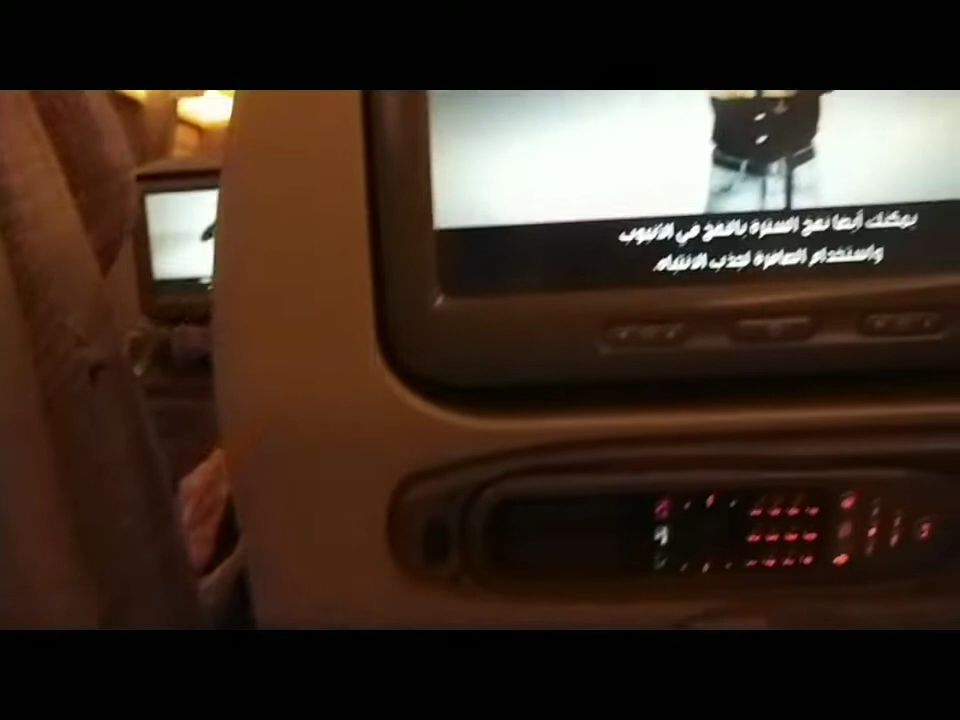 يمكنك أيضا نفخ السترة بالنفخ في الأنبوب
واستخدام الصافرة لجذب الانتباه.